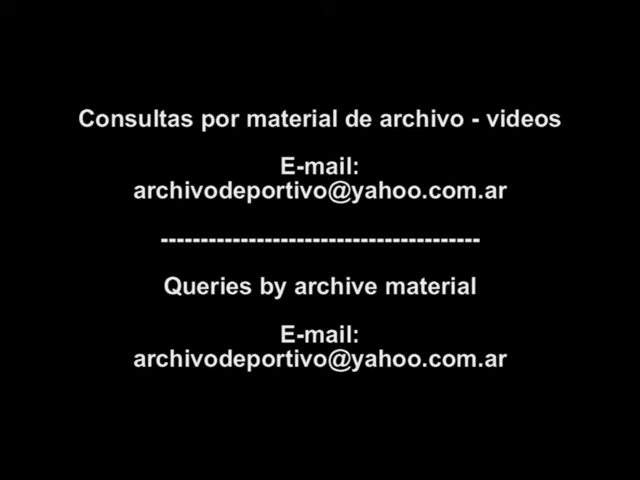 Consultas por material de archivo - videos
E-mail:
archivodeportivo@yahoo.com.ar
----------------------------------------
Queries by archive material
E-mail:
archivodeportivo@yahoo.com.ar